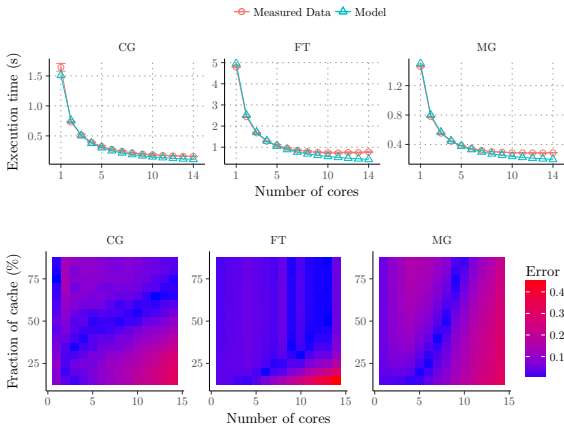 Measured Data Model
CG FT MG
Execution time (s)
1.5
1.0
0.5
1 5 10 14
5
4
3
2
1
1 5 10 14
1.2
0.8
0.4
1 5 10 14
Number of cores
CG FT MG
Fraction of cache (%)
75
50
25
0 5 10 15
75
50
25
0 5 10 15
75
50
25
0 5 10 15
Number of cores
Error
0.4
0.3
0.2
0.1